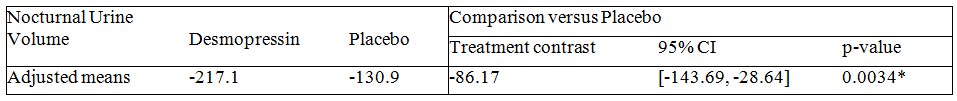 Nocturnal Urine Volume Desmopressin Placebo Comparison versus Placebo
Treatment contrast 95% CI p-value
Adjusted means -217.1 -130.9 -86.17 [-143.69, -28.64] 0.0034*